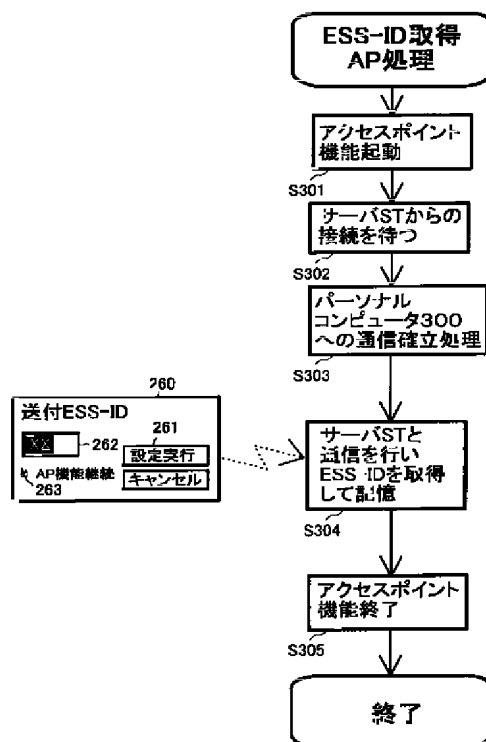 ESS-ID取得
AP処理
アクセスポイント
機能起動
S301
サーバSTからの
接続を待つ
S302
パーソナル
コンピュータ300
への通信確立処理
S303
260
送付ESS-ID
261
262
設定実行
AP機能継続
263
キャンセル
サーバSTと
通信を行い
ESS-IDを取得
して記憶
S304
アクセスポイント
機能終了
S305
終了